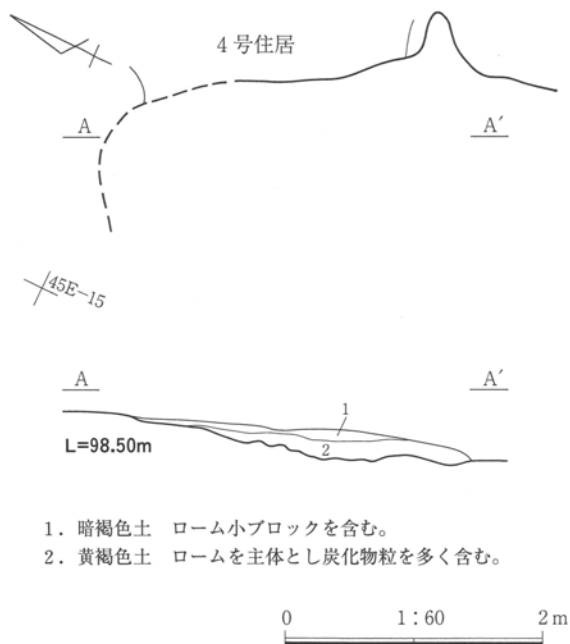 4号住居
A A′
45E-15
A A′
1
L=98.50m
2
1．暗褐色土 ローム小ブロックを含む。
2．黄褐色土 ロームを主体とし炭化物粒を多く含む。
0 1:60 2m